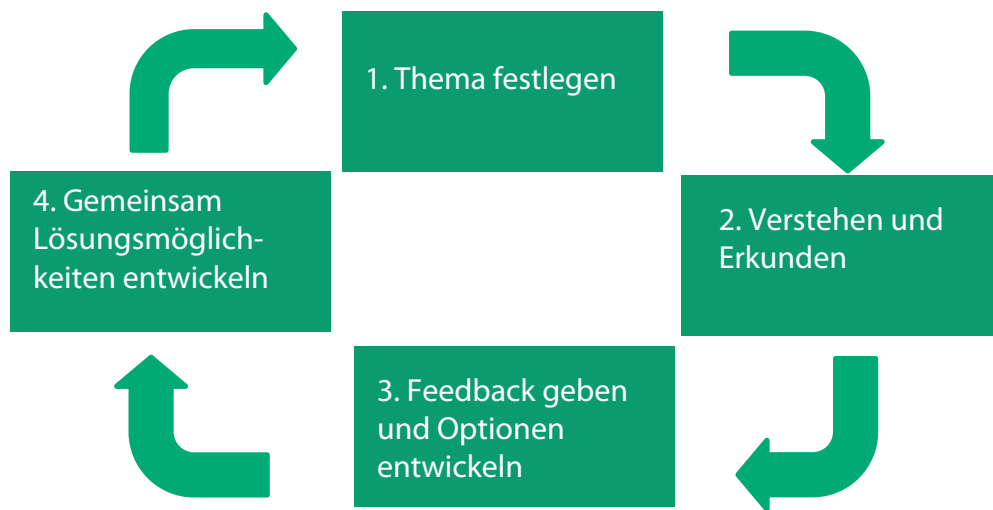 1. Thema festlegen
2. Verstehen und
Erkunden
3. Feedback geben
und Optionen
entwickeln
4. Gemeinsam
Lösungsmöglich-
keiten entwickeln